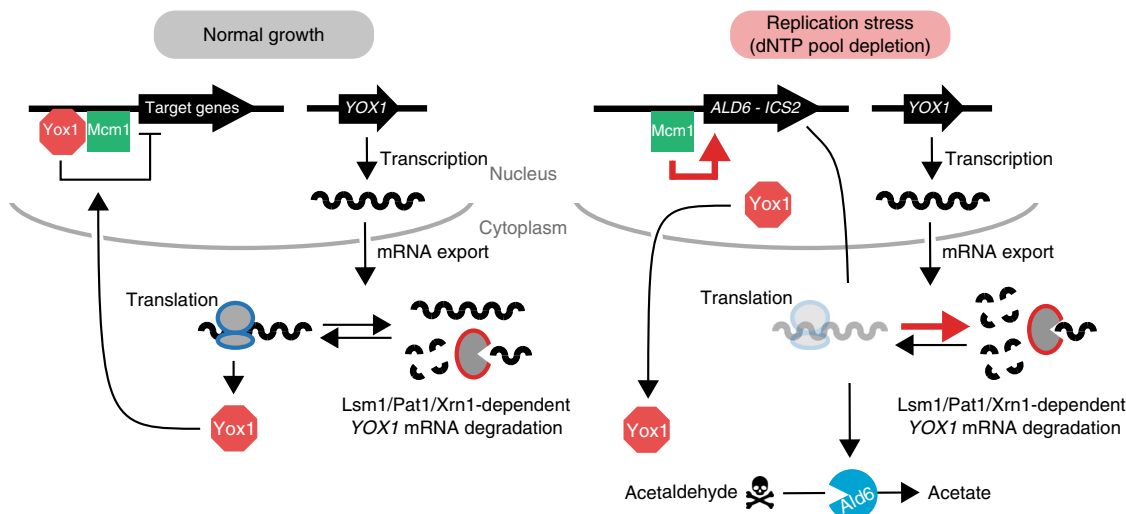 Normal growth
Target genes
YOX1
Yox1
Mcm1
Transcription
Nucleus
Cytoplasm
mRNA export
Translation
Yox1
Lsm1/Pat1/Xrn1-dependent
YOX1 mRNA degradation
Replication stress
(dNTP pool depletion)
ALD6 - ICS2
YOX1
Mcm1
Transcription
Yox1
mRNA export
Translation
Yox1
Lsm1/Pat1/Xrn1-dependent
YOX1 mRNA degradation
Acetaldehyde
Ald6
Acetate